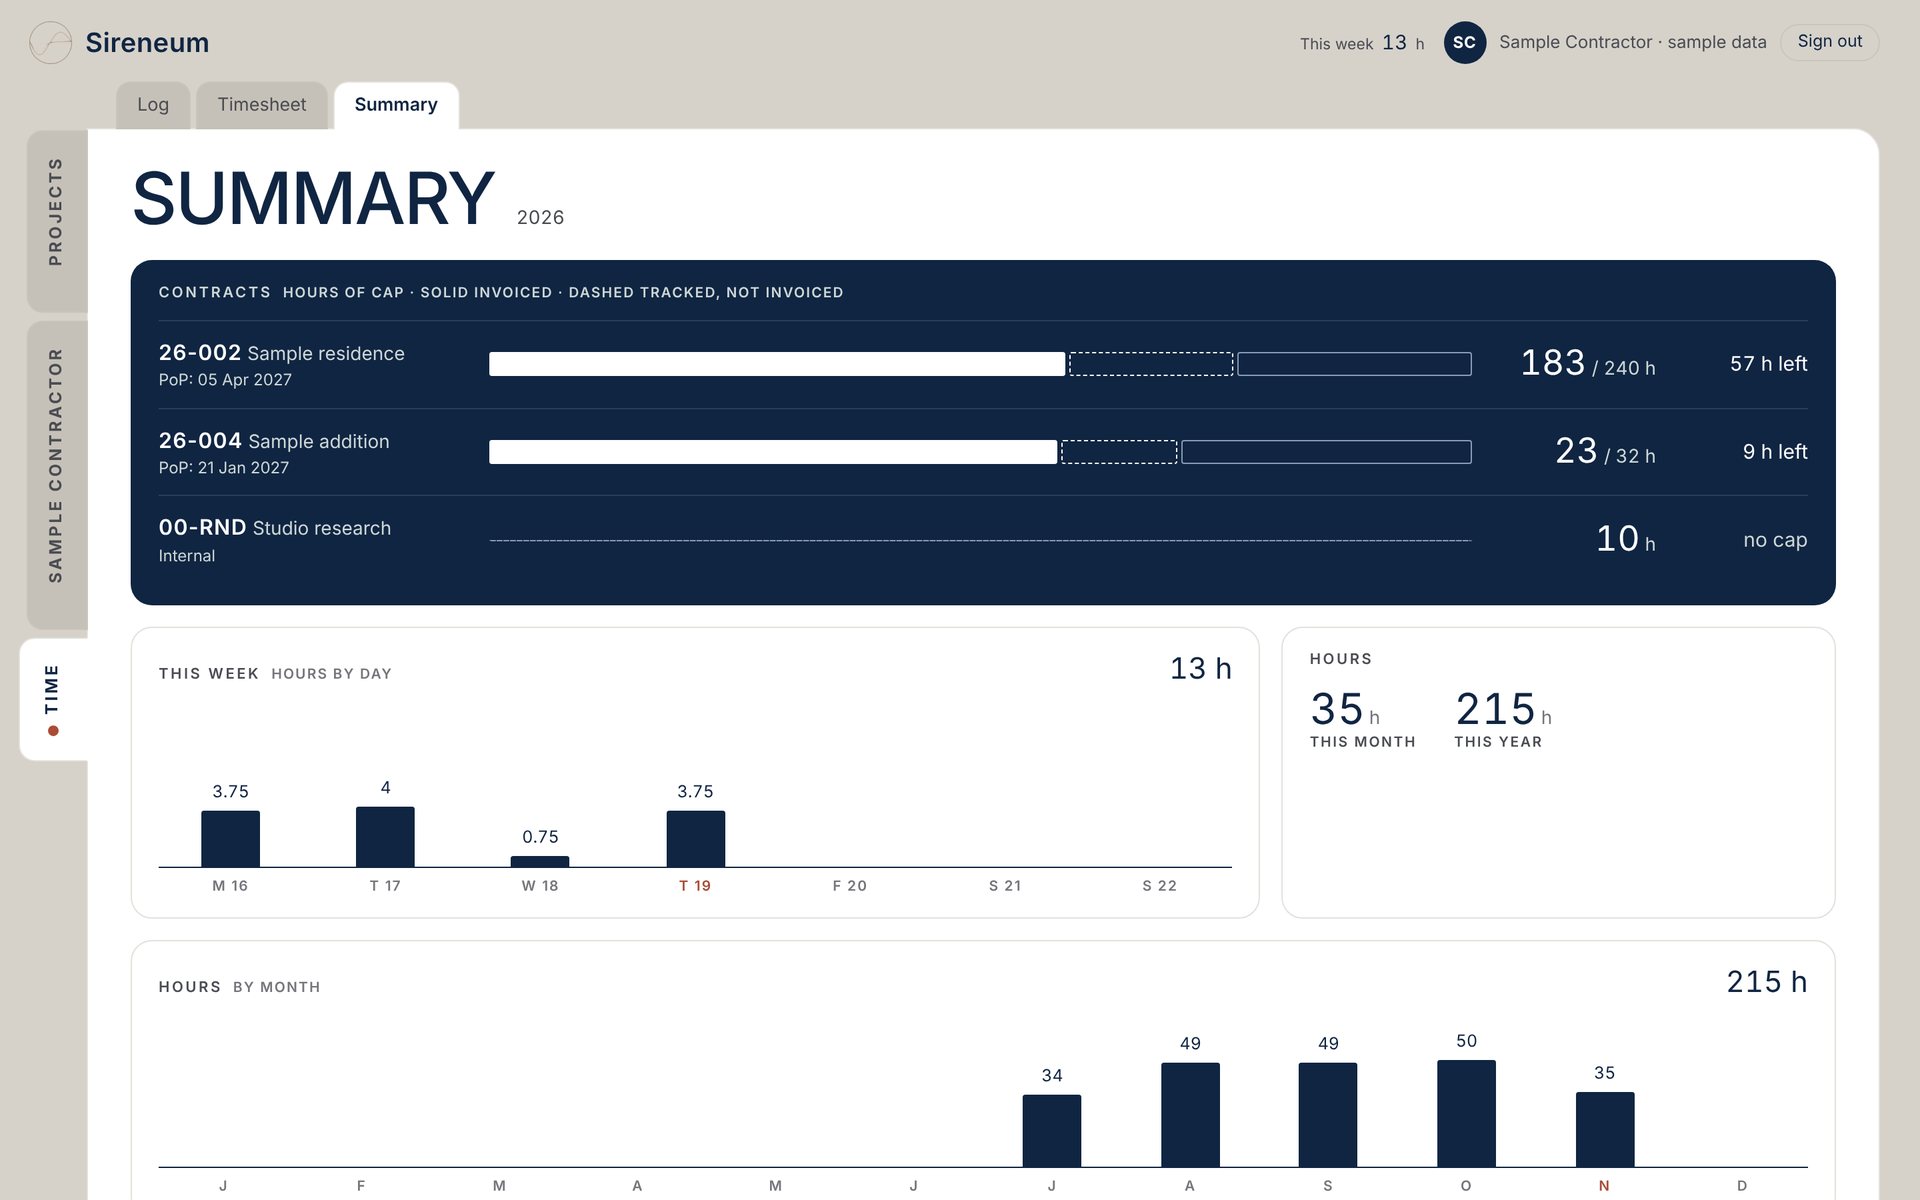 Sireneum
This week 13 h
SC
Sample Contractor · sample data
Sign out
Log
Timesheet
Summary
PROJECTS
SAMPLE CONTRACTOR
TIME
SUMMARY 2026
CONTRACTS HOURS OF CAP · SOLID INVOICED · DASHED TRACKED, NOT INVOICED
26-002 Sample residence
PoP: 05 Apr 2027
183 / 240 h
57 h left
26-004 Sample addition
PoP: 21 Jan 2027
23 / 32 h
9 h left
00-RND Studio research
Internal
10 h
no cap
THIS WEEK HOURS BY DAY
13 h
3.75
4
0.75
3.75
M 16
T 17
W 18
T 19
F 20
S 21
S 22
HOURS
35 h
THIS MONTH
215 h
THIS YEAR
HOURS BY MONTH
215 h
34
49
49
50
35
J
F
M
A
M
J
J
A
S
O
N
D